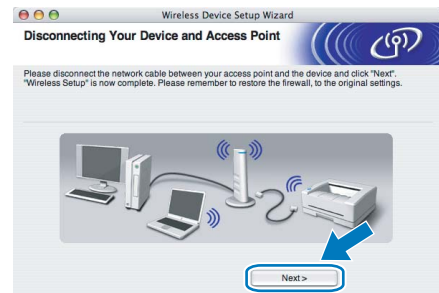 Wireless Device Setup Wizard
Disconnecting Your Device and Access Point
Please disconnect the network cable between your access point and the device and click "Next".
"Wireless Setup" is now complete. Please remember to restore the firewall, to the original settings.
Next >